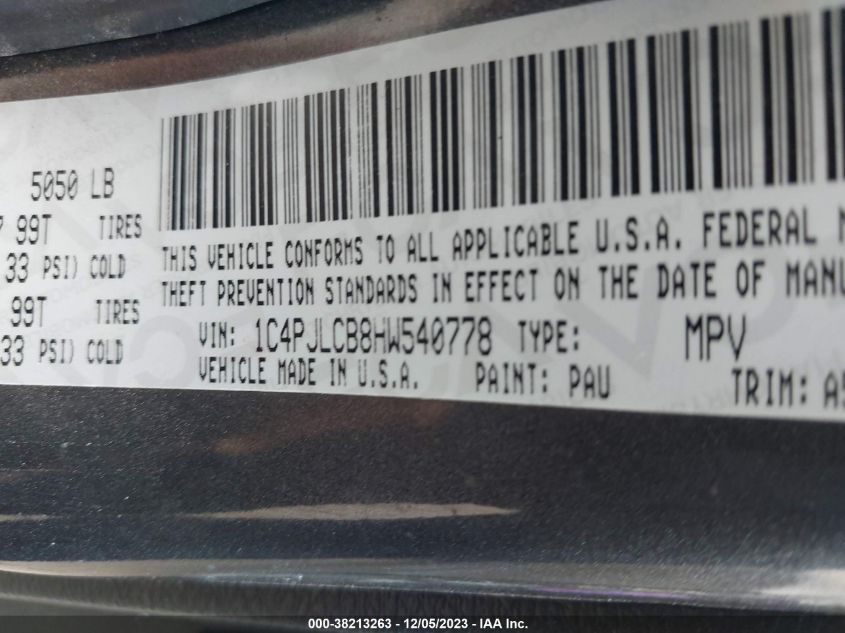 5050 LB
99T TIRES
33 PSI) COLD
99T TIRES
33 PSI) COLD
THIS VEHICLE CONFORMS TO ALL APPLICABLE U.S.A. FEDERAL M
THEFT PREVENTION STANDARDS IN EFFECT ON THE DATE OF MANU
VIN: 1C4PJLCB8HW540778 TYPE: MPV
VEHICLE MADE IN U.S.A. PAINT: PAU TRIM: A5
000-38213263 - 12/05/2023 - IAA INC.